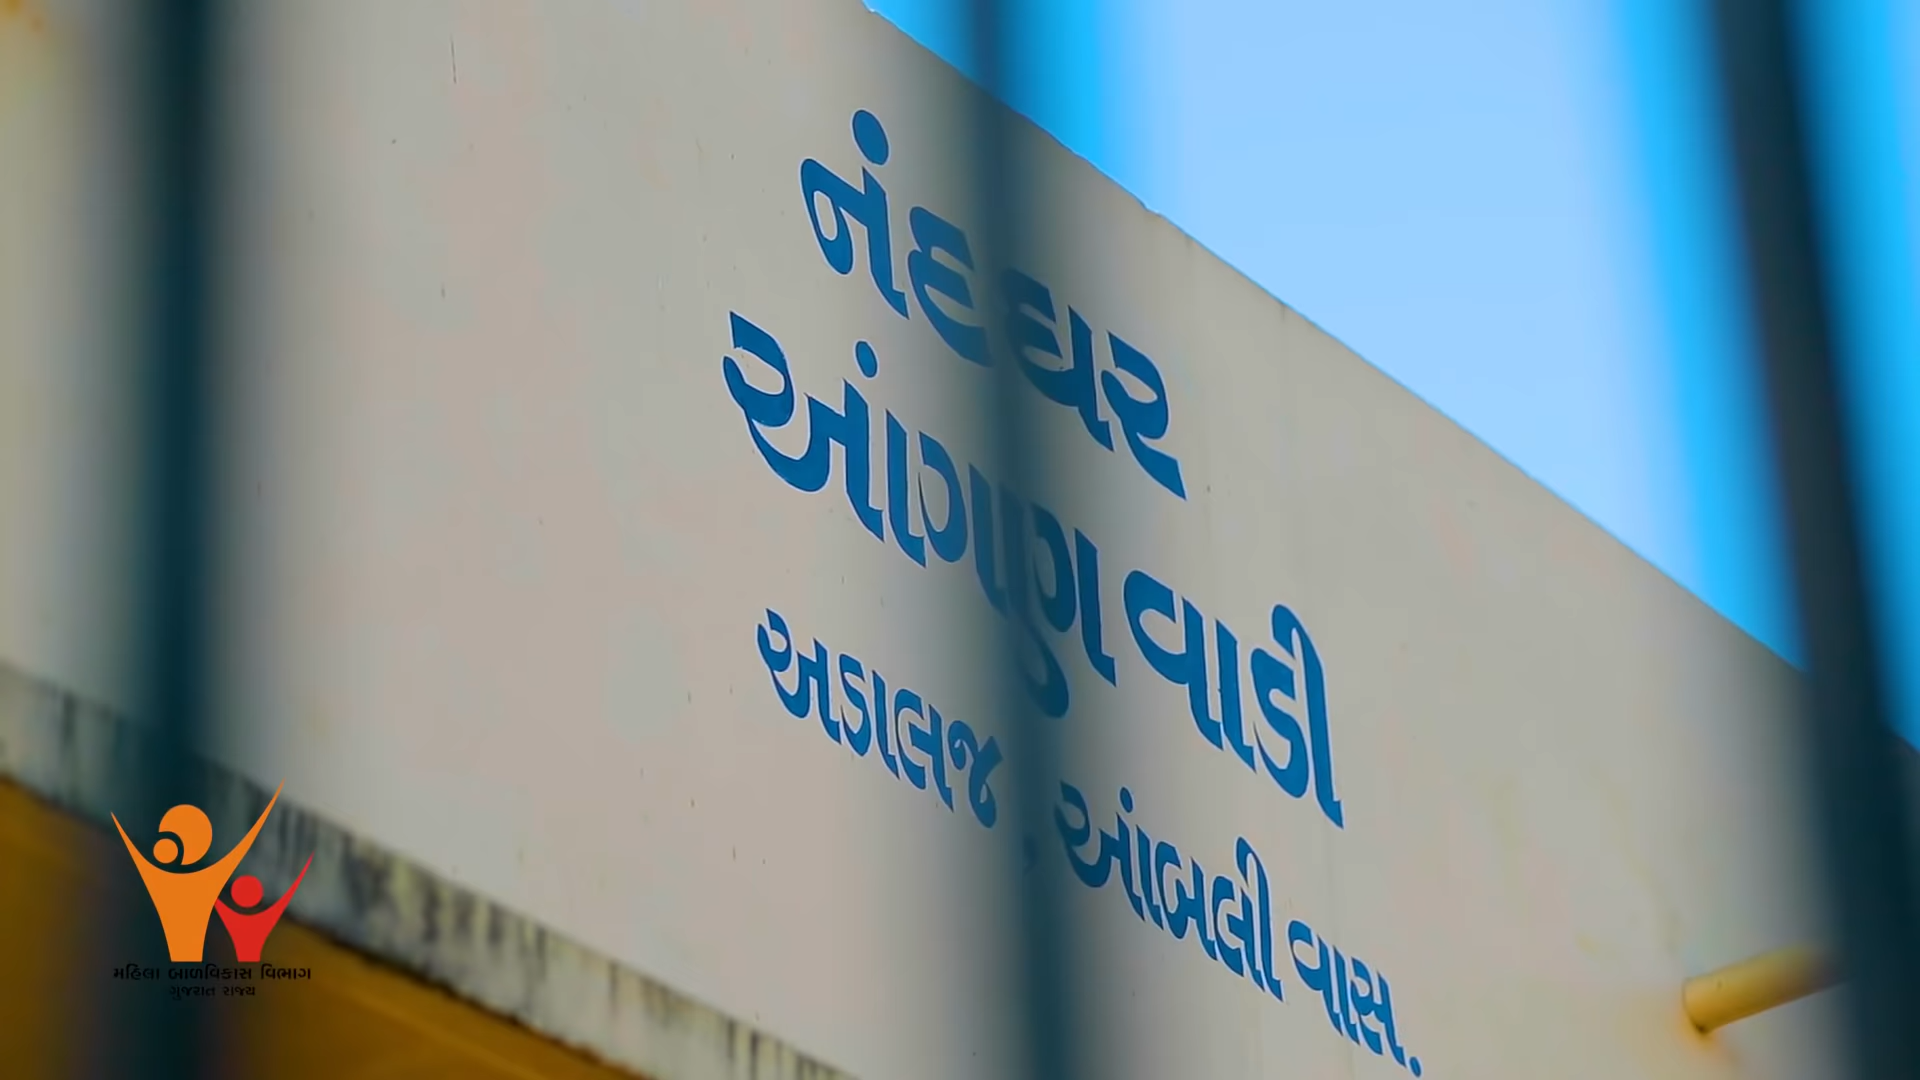 નંદઘર
આંગણવાડી
અડાલજ, આંબલી વાસ.
મહિલા બાળવિકાસ વિભાગ
ગુજરાત રાજ્ય